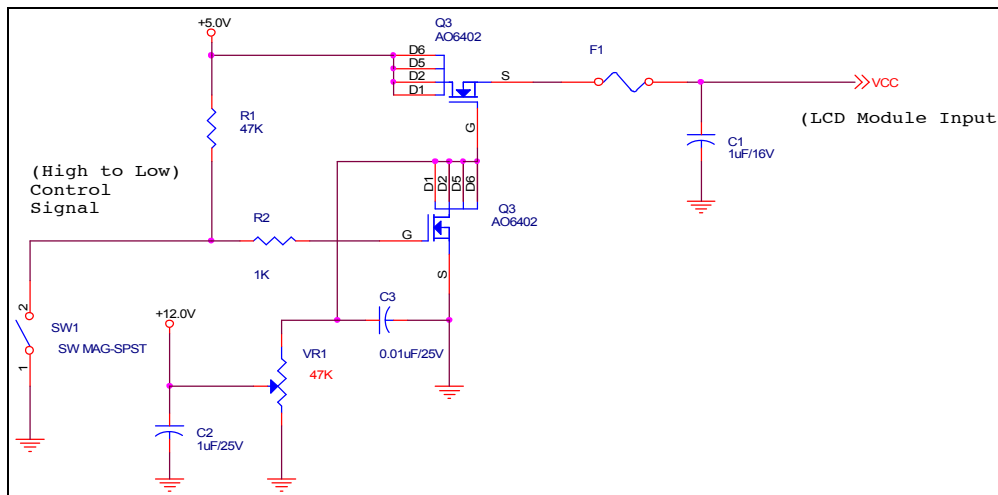 +5.0V
Q3
AO6402
D6
D5
D2
D1
S
G
F1
VCC
(LCD Module Input
C1
1uF/16V
R1
47K
(High to Low)
Control
Signal
D1
D2
D5
D6
Q3
AO6402
R2
1K
G
S
+12.0V
2
SW1
SW MAG-SPST
1
C3
0.01uF/25V
VR1
47K
C2
1uF/25V